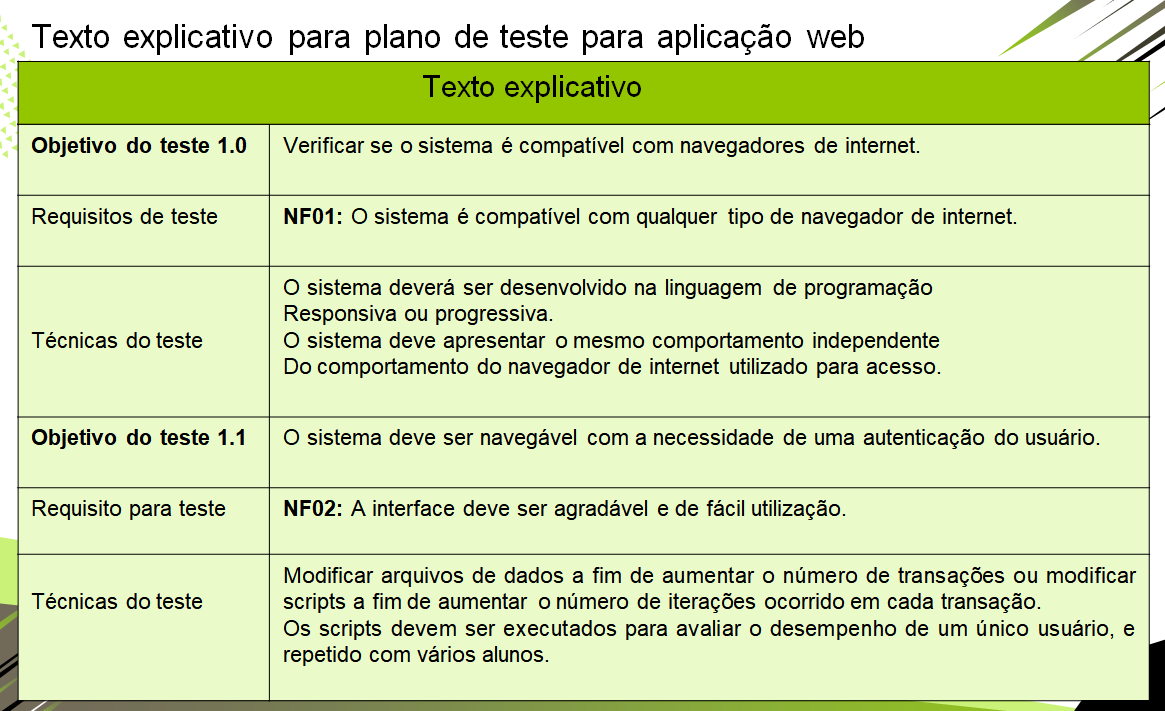 Texto explicativo para plano de teste para aplicação web
Texto explicativo
Objetivo do teste 1.0
Verificar se o sistema é compatível com navegadores de internet.
Requisitos de teste
NF01: O sistema é compatível com qualquer tipo de navegador de internet.
Técnicas do teste
O sistema deverá ser desenvolvido na linguagem de programação
Responsiva ou progressiva.
O sistema deve apresentar o mesmo comportamento independente
Do comportamento do navegador de internet utilizado para acesso.
Objetivo do teste 1.1
O sistema deve ser navegável com a necessidade de uma autenticação do usuário.
Requisito para teste
NF02: A interface deve ser agradável e de fácil utilização.
Técnicas do teste
Modificar arquivos de dados a fim de aumentar o número de transações ou modificar
scripts a fim de aumentar o número de iterações ocorrido em cada transação.
Os scripts devem ser executados para avaliar o desempenho de um único usuário, e
repetido com vários alunos.